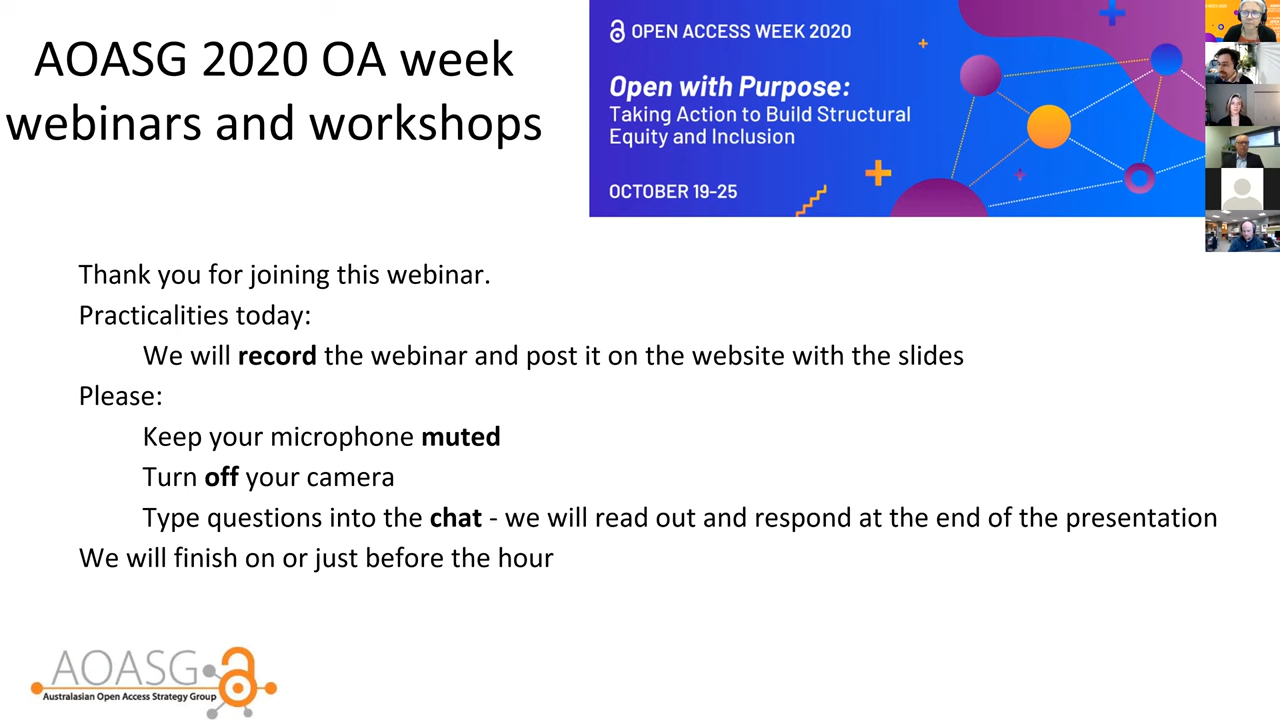 AOASG 2020 OA week
webinars and workshops
OPEN ACCESS WEEK 2020
Open with Purpose:
Taking Action to Build Structural
Equity and Inclusion
OCTOBER 19-25
Thank you for joining this webinar.
Practicalities today:
We will record the webinar and post it on the website with the slides
Please:
Keep your microphone muted
Turn off your camera
Type questions into the chat - we will read out and respond at the end of the presentation
We will finish on or just before the hour
AOASG
Australasian Open Access Strategy Group